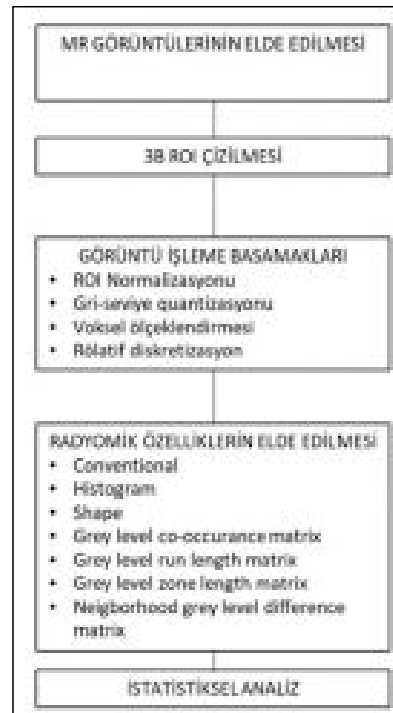 MR GÖRÜNTÜLERİNİN ELDE EDİLMESİ
3B ROI ÇİZİLMESİ
GÖRÜNTÜ İŞLEME BASAMAKLARI
• ROI Normalizasyonu
• Gri-seviye quantizasyonu
• Voksel ölçeklendirmesi
• Rölatif diskretizasyon
RADYOMİK ÖZELLİKLERİN ELDE EDİLMESİ
• Conventional
• Histogram
• Shape
• Grey level co-occurance matrix
• Grey level run length matrix
• Grey level zone length matrix
• Neigborhood grey level difference
matrix
İSTATİSTİKSEL ANALİZ